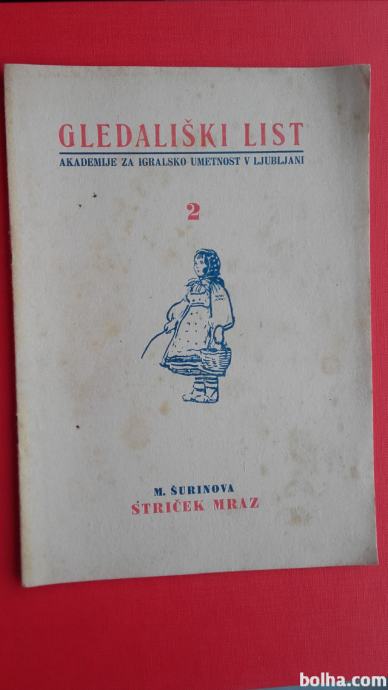 GLEDALIŠKI LIST
AKADEMIJE ZA IGRALSKO UMETNOST V LJUBLJANI
2
M. ŠURINOVA
STRIČEK MRAZ
bolha.com